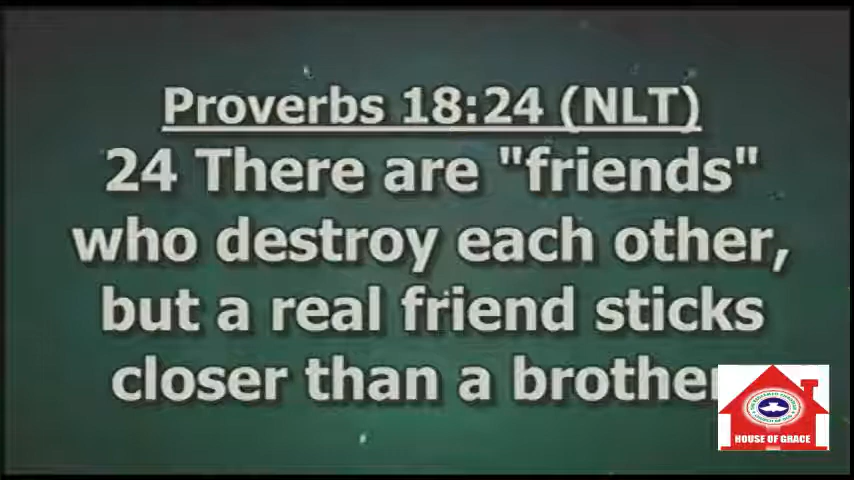 Proverbs 18:24 (NLT)
24 There are "friends"
who destroy each other,
but a real friend sticks
closer than a brother
HOUSE OF GRACE